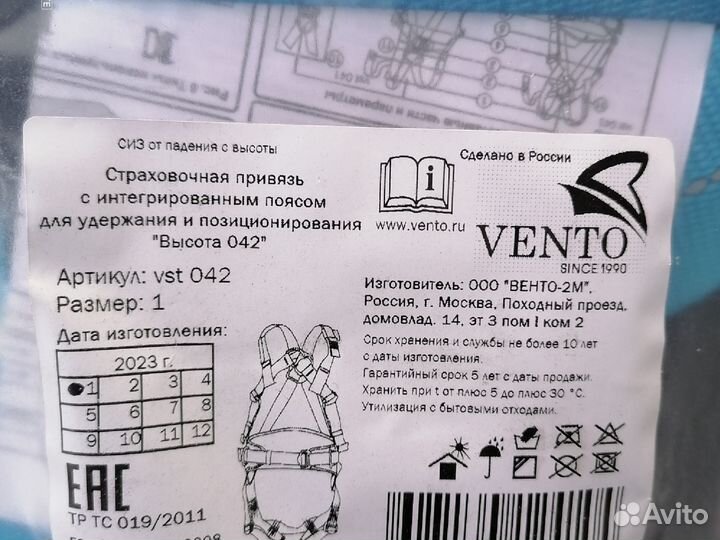 СИЗ от падения с высоты
Страховочная привязь
с интегрированным поясом
для удержания и позиционирования
"Высота 042"
Артикул: vst 042
Размер: 1
Дата изготовления:
2023 г.
1 2 3 4
5 6 7 8
9 10 11 12
EAC
ТР ТС 019/2011
Сделано в России
i
www.vento.ru
VENTO
SINCE 1990
Изготовитель: ООО "ВЕНТО-2М".
Россия, г. Москва, Походный проезд,
домовлад. 14, эт 3 пом I ком 2
Срок хранения и службы не более 10 лет
с даты изготовления.
Гарантийный срок 5 лет с даты продажи.
Хранить при t от плюс 5 до плюс 30 °С.
Утилизация с бытовыми отходами.
Avito